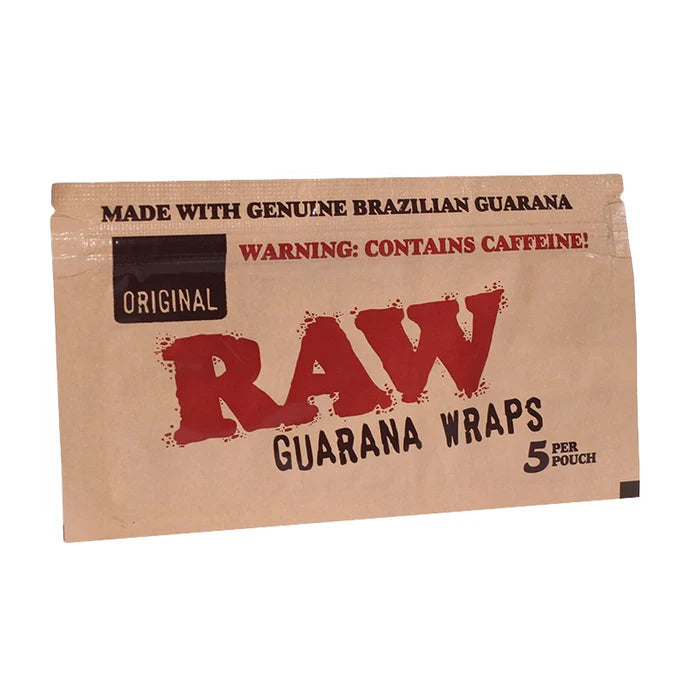 MADE WITH GENUINE BRAZILIAN GUARANA
WARNING: CONTAINS CAFFEINE!
ORIGINAL
RAW
GUARANA WRAPS
5 PER
POUCH